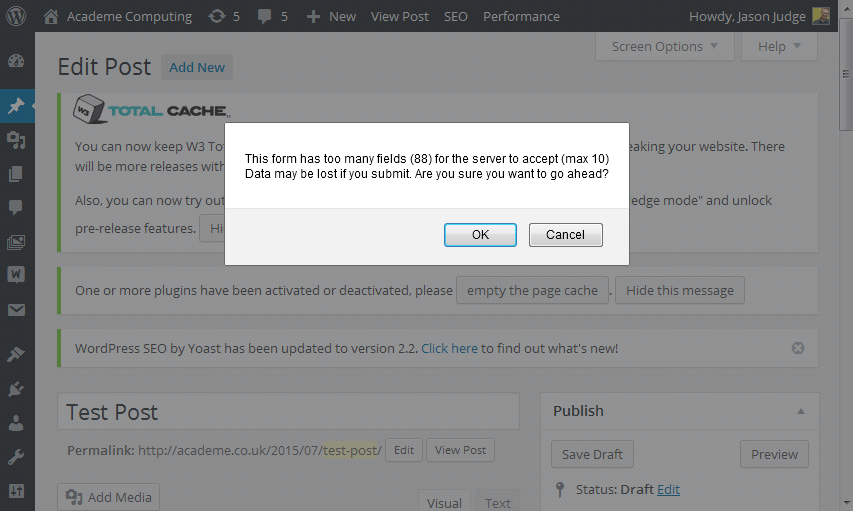 Academe Computing 5 5 New View Post SEO Performance Howdy, Jason Judge
Screen Options Help
Edit Post Add New
W3 TOTAL CACHE
You can now keep W3 To eaking your website. There
will be more releases with
Also, you can now try out edge mode" and unlock
pre-release features. Hi
This form has too many fields (88) for the server to accept (max 10)
Data may be lost if you submit. Are you sure you want to go ahead?
OK Cancel
One or more plugins have been activated or deactivated, please empty the page cache . Hide this message
WordPress SEO by Yoast has been updated to version 2.2. Click here to find out what's new!
Test Post
Publish
Permalink: http://academe.co.uk/2015/07/test-post/ Edit View Post
Save Draft Preview
Status: Draft Edit
Add Media
Visual Text